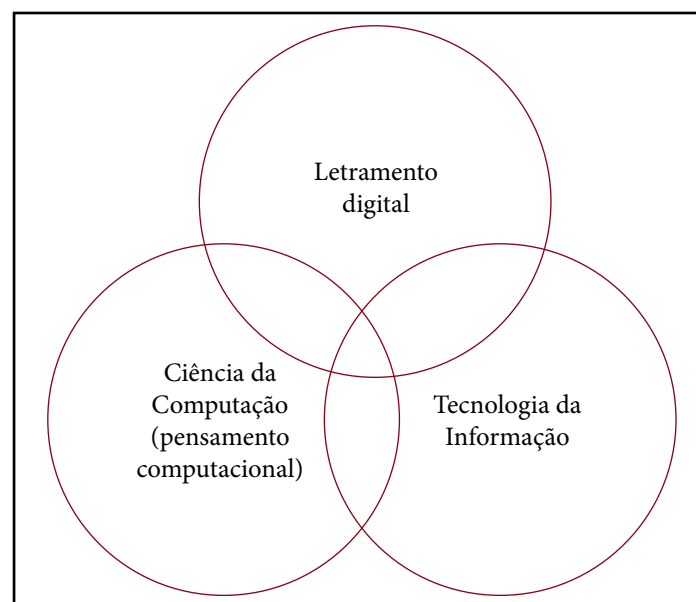 Letramento
digital
Ciência da
Computação
(pensamento
computacional)
Tecnologia da
Informação